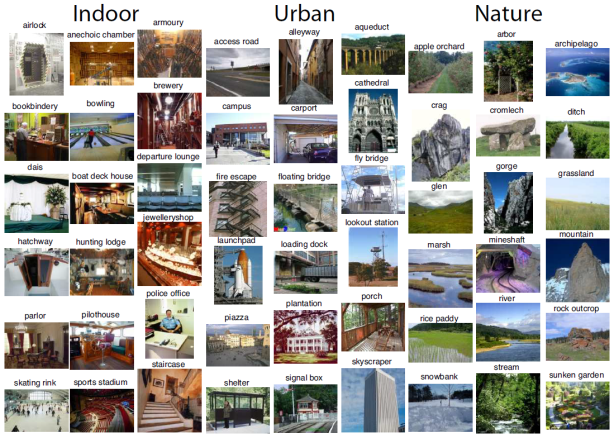 Indoor
Urban
Nature
airlock
anechoic chamber
armoury
access road
alleyway
aqueduct
apple orchard
arbor
archipelago
bookbindery
bowling
brewery
campus
carport
cathedral
crag
cromlech
ditch
dais
boat deck house
departure lounge
fire escape
floating bridge
fly bridge
glen
gorge
grassland
hatchway
hunting lodge
jewelleryshop
launchpad
loading dock
lookout station
marsh
mineshaft
mountain
parlor
pilothouse
police office
piazza
plantation
porch
rice paddy
river
rock outcrop
skating rink
sports stadium
staircase
shelter
signal box
skyscraper
snowbank
stream
sunken garden